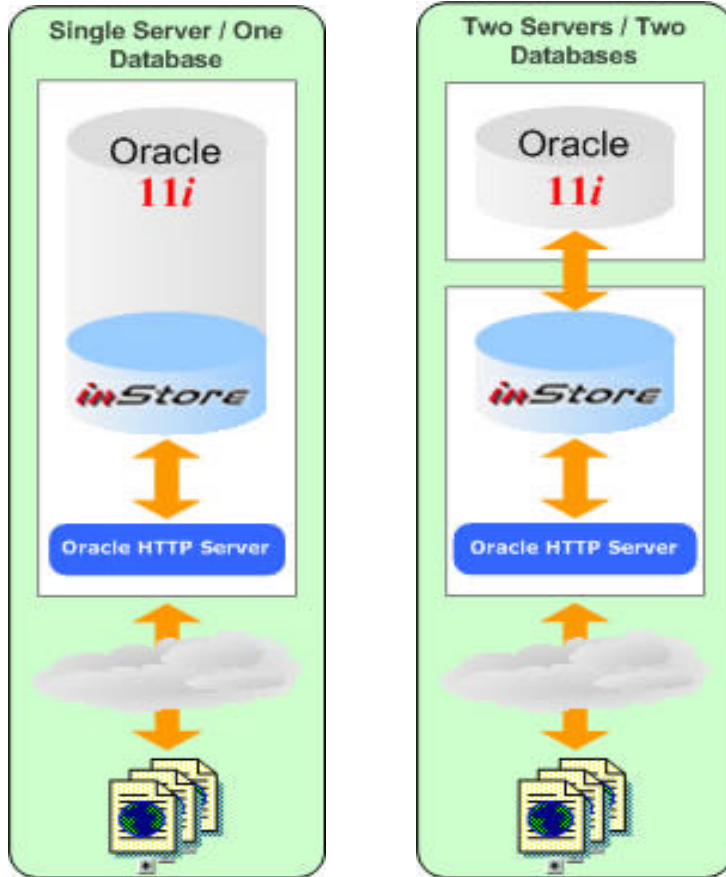 Single Server / One
Database
Oracle
11i
inStore
Oracle HTTP Server
Two Servers / Two
Databases
Oracle
11i
inStore
Oracle HTTP Server